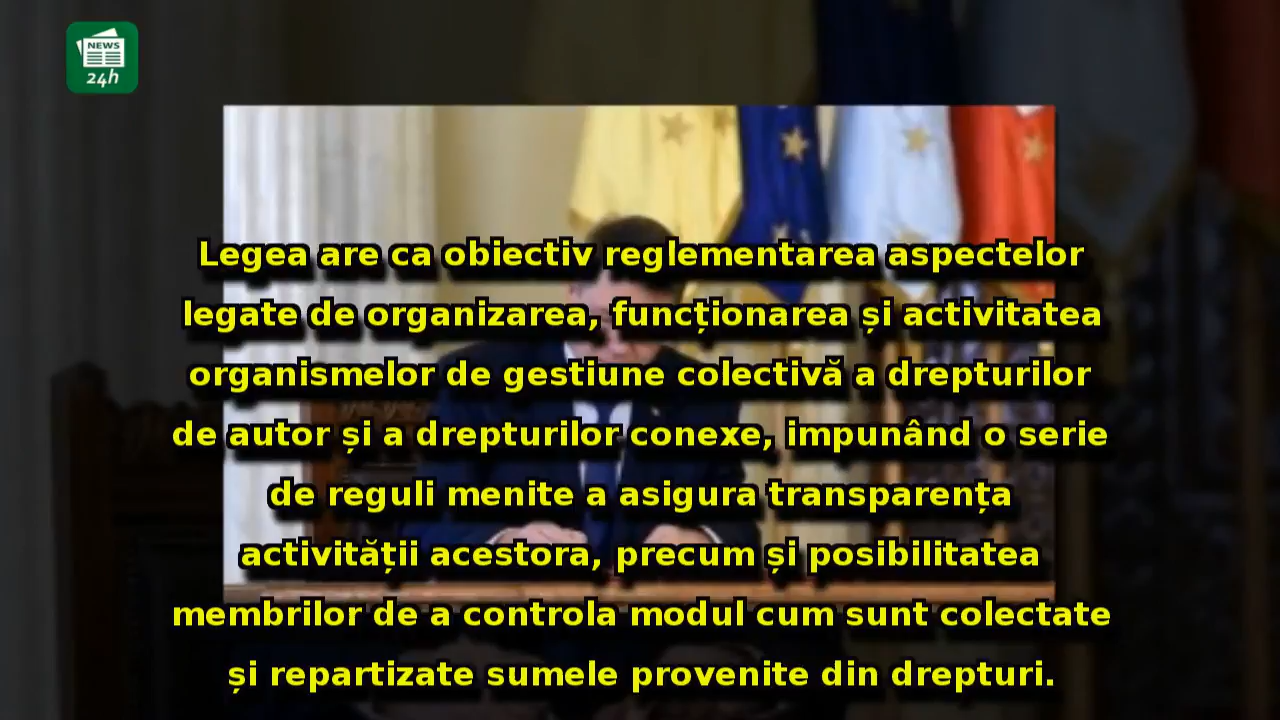 NEWS
24h
Legea are ca obiectiv reglementarea aspectelor
legate de organizarea, funcționarea și activitatea
organismelor de gestiune colectivă a drepturilor
de autor și a drepturilor conexe, impunând o serie
de reguli menite a asigura transparența
activității acestora, precum și posibilitatea
membrilor de a controla modul cum sunt colectate
și repartizate sumele provenite din drepturi.